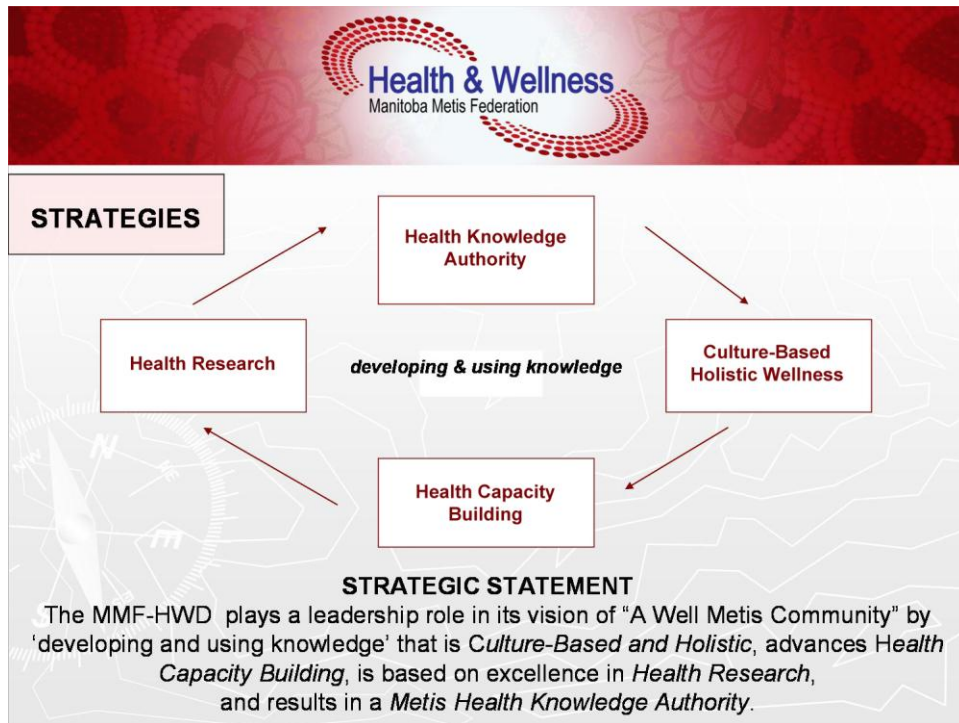 Health & Wellness
Manitoba Metis Federation
STRATEGIES
Health Knowledge
Authority
Health Research
developing & using knowledge
Culture-Based
Holistic Wellness
Health Capacity
Building
N
NE
NW
E
S
STRATEGIC STATEMENT
The MMF-HWD plays a leadership role in its vision of “A Well Metis Community” by
‘developing and using knowledge’ that is Culture-Based and Holistic, advances Health
Capacity Building, is based on excellence in Health Research,
and results in a Metis Health Knowledge Authority.